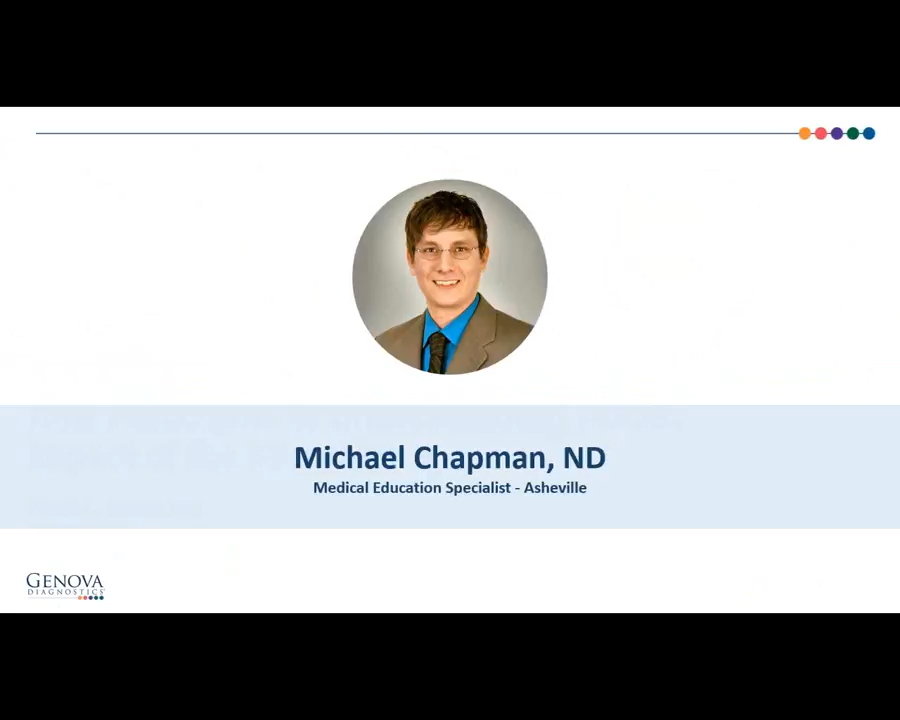 Michael Chapman, ND
Medical Education Specialist - Asheville
GENOVA
DIAGNOSTICS